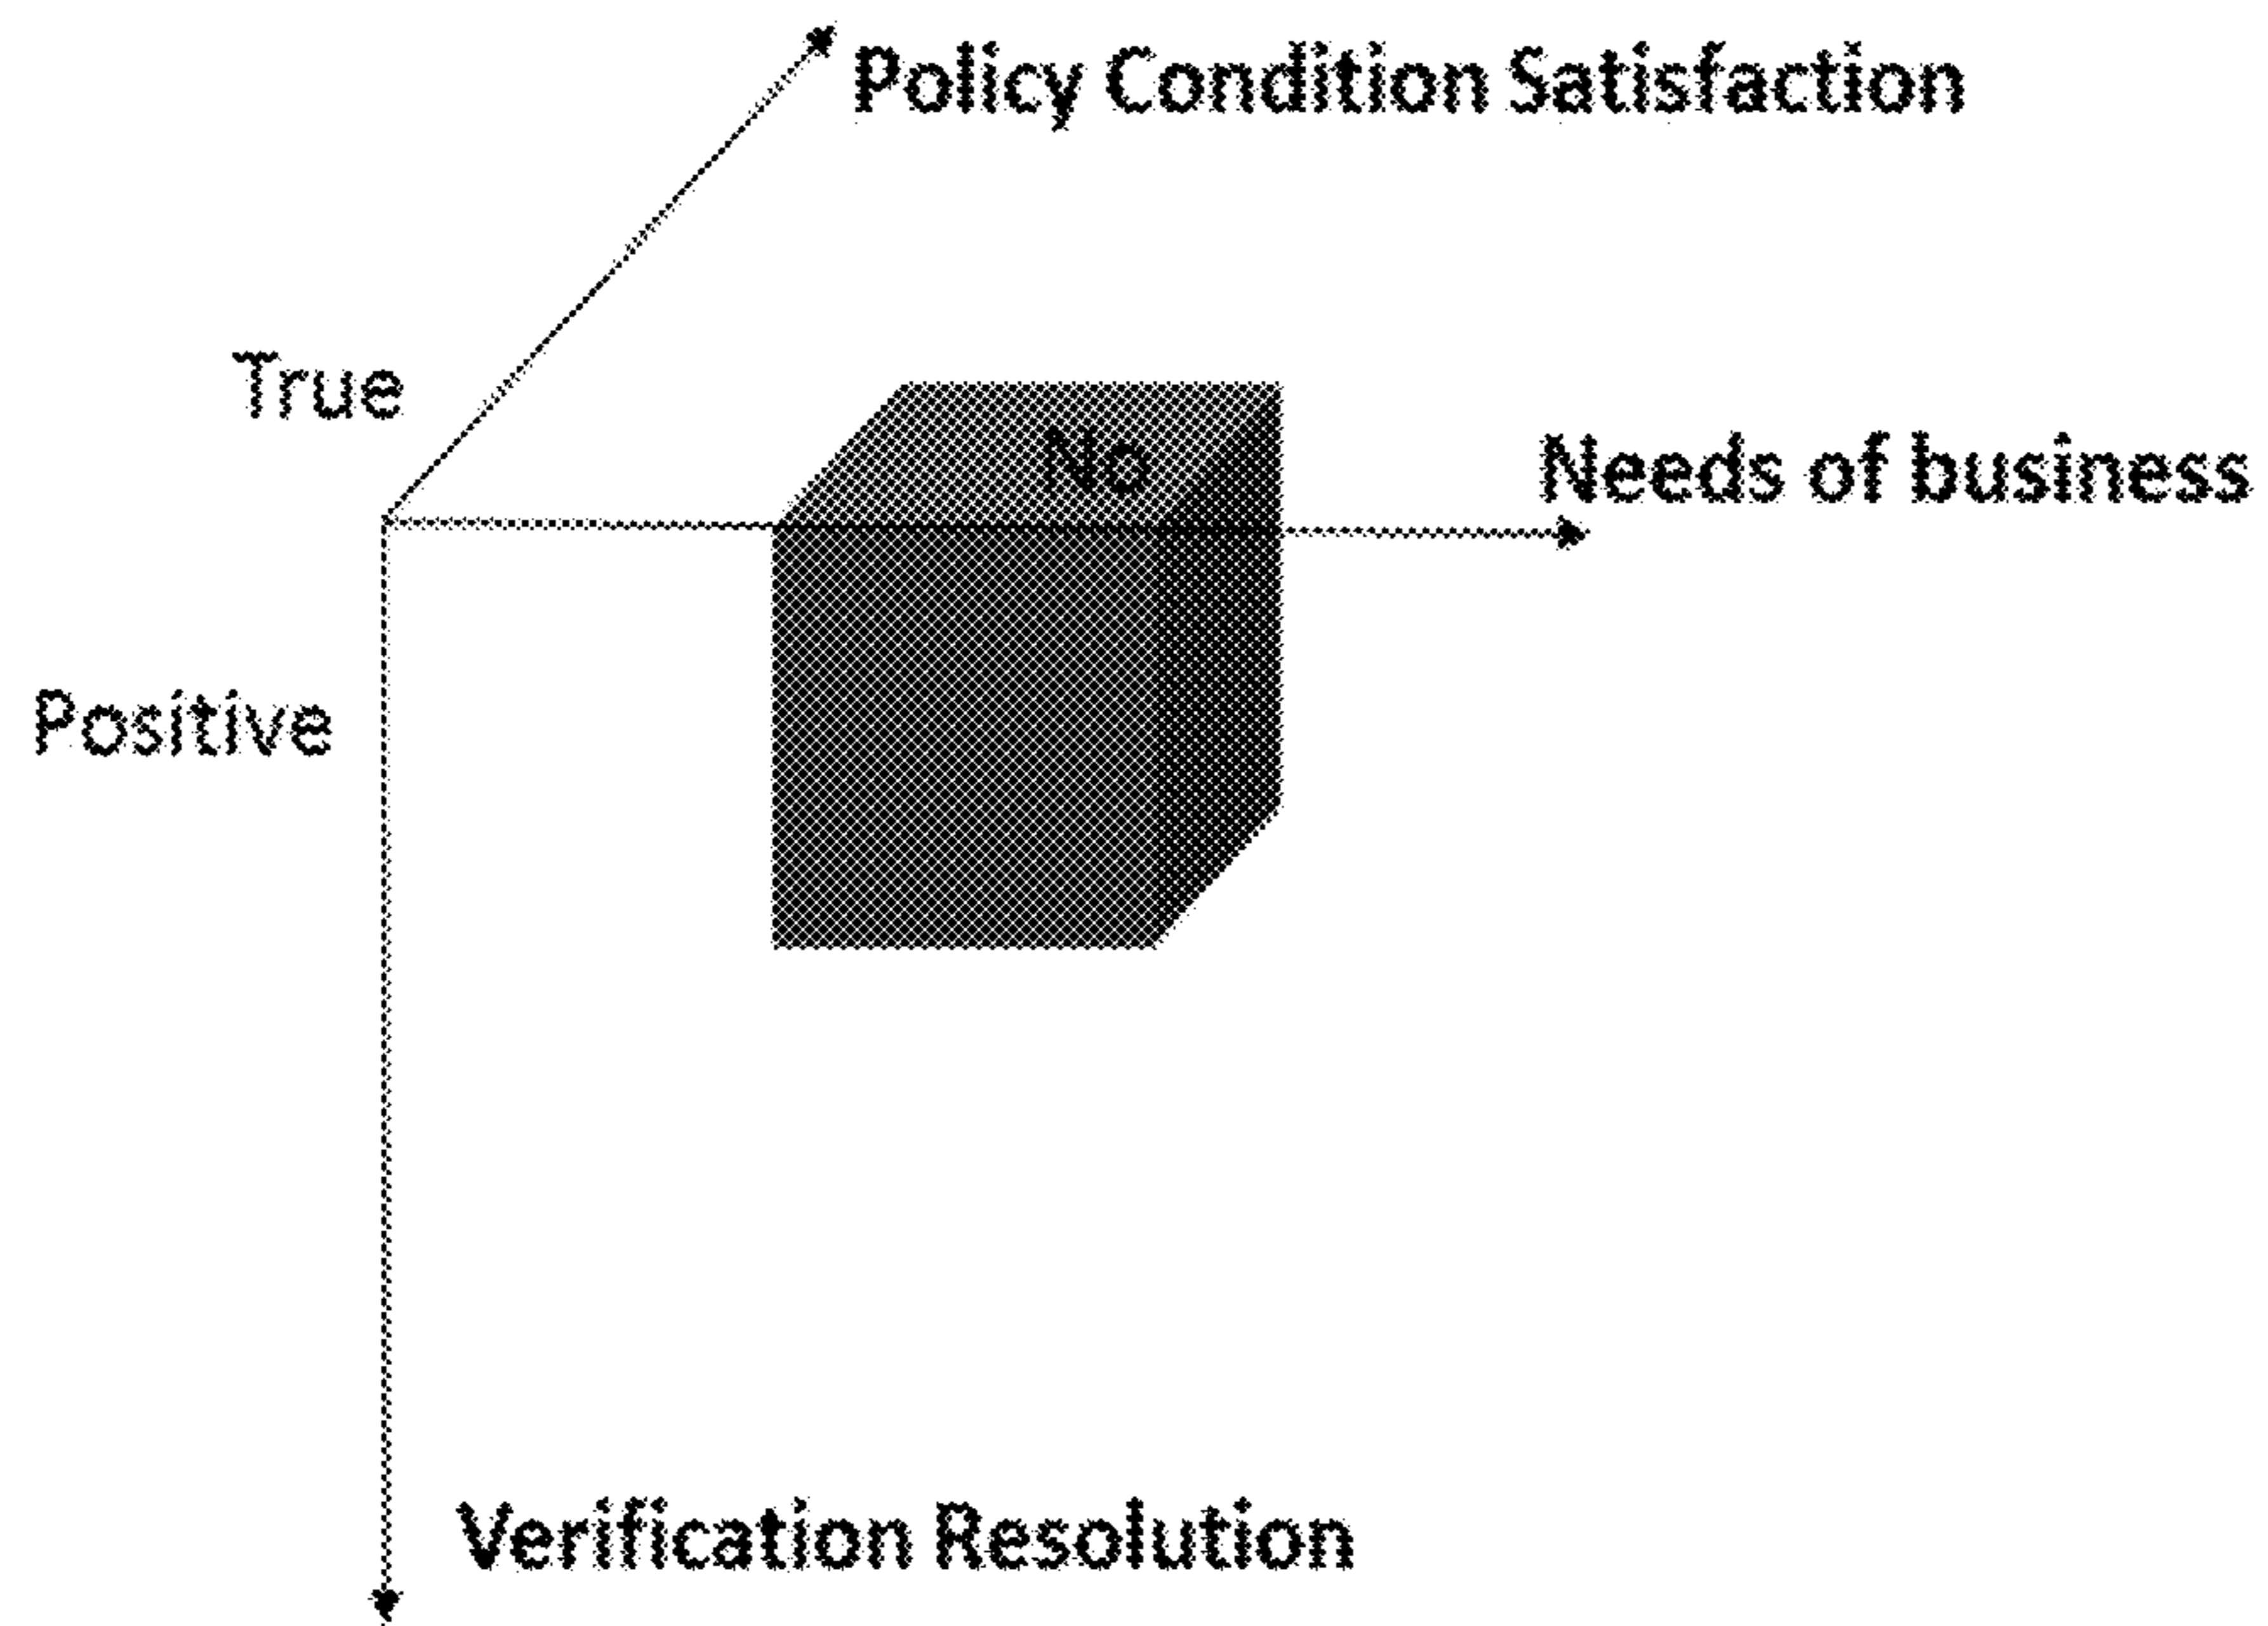 Policy Condition Satisfaction
True
No
Needs of business
Positive
Verification Resolution